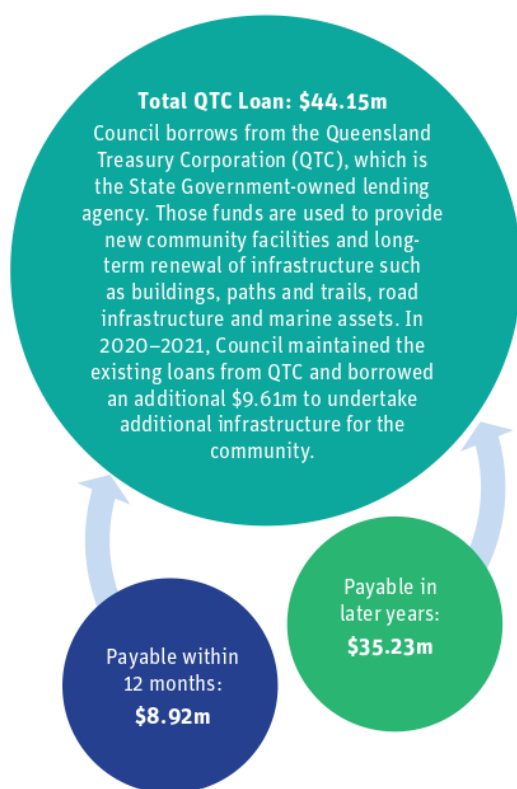 Total QTC Loan: $44.15m
Council borrows from the Queensland
Treasury Corporation (QTC), which is
the State Government-owned lending
agency. Those funds are used to provide
new community facilities and long-
term renewal of infrastructure such
as buildings, paths and trails, road
infrastructure and marine assets. In
2020–2021, Council maintained the
existing loans from QTC and borrowed
an additional $9.61m to undertake
additional infrastructure for the
community.
Payable within
12 months:
$8.92m
Payable in
later years:
$35.23m